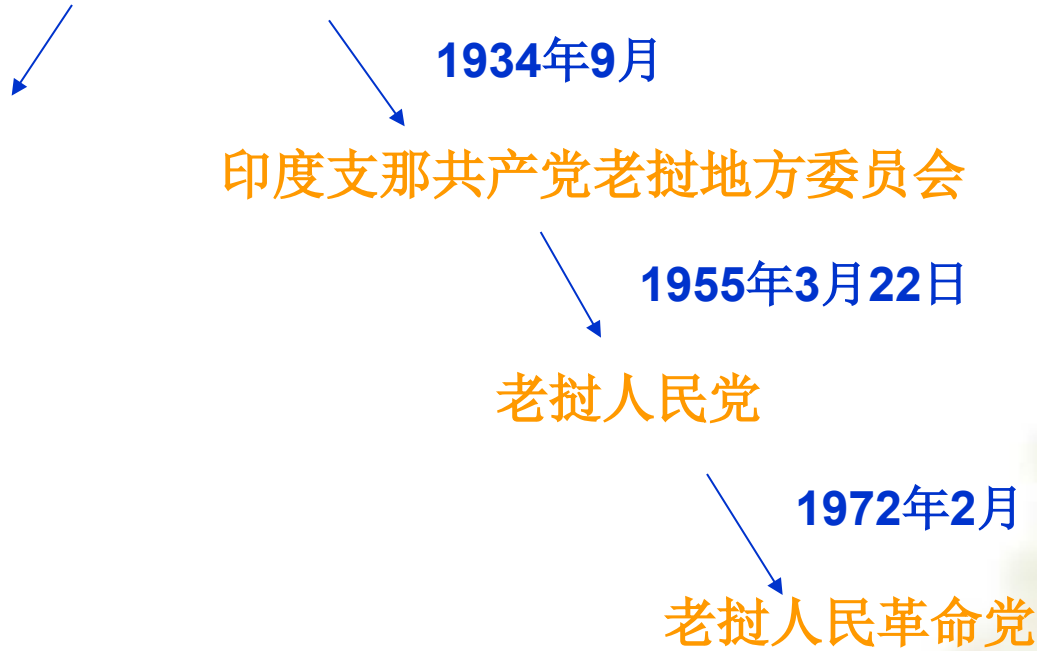 1934年9月
印度支那共产党老挝地方委员会
1955年3月22日
老挝人民党
1972年2月
老挝人民革命党